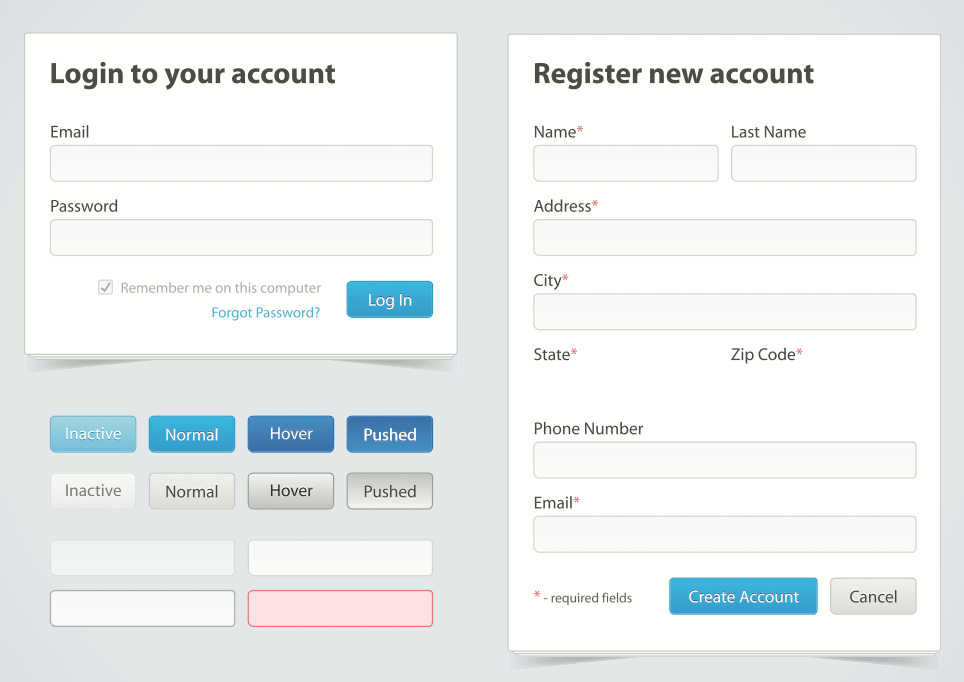 Login to your account
Email
Password
Remember me on this computer
Forgot Password?
Log In
Inactive Normal Hover Pushed
Inactive Normal Hover Pushed
Register new account
Name* Last Name
Address*
City*
State* Zip Code*
Phone Number
Email*
* - required fields
Create Account
Cancel